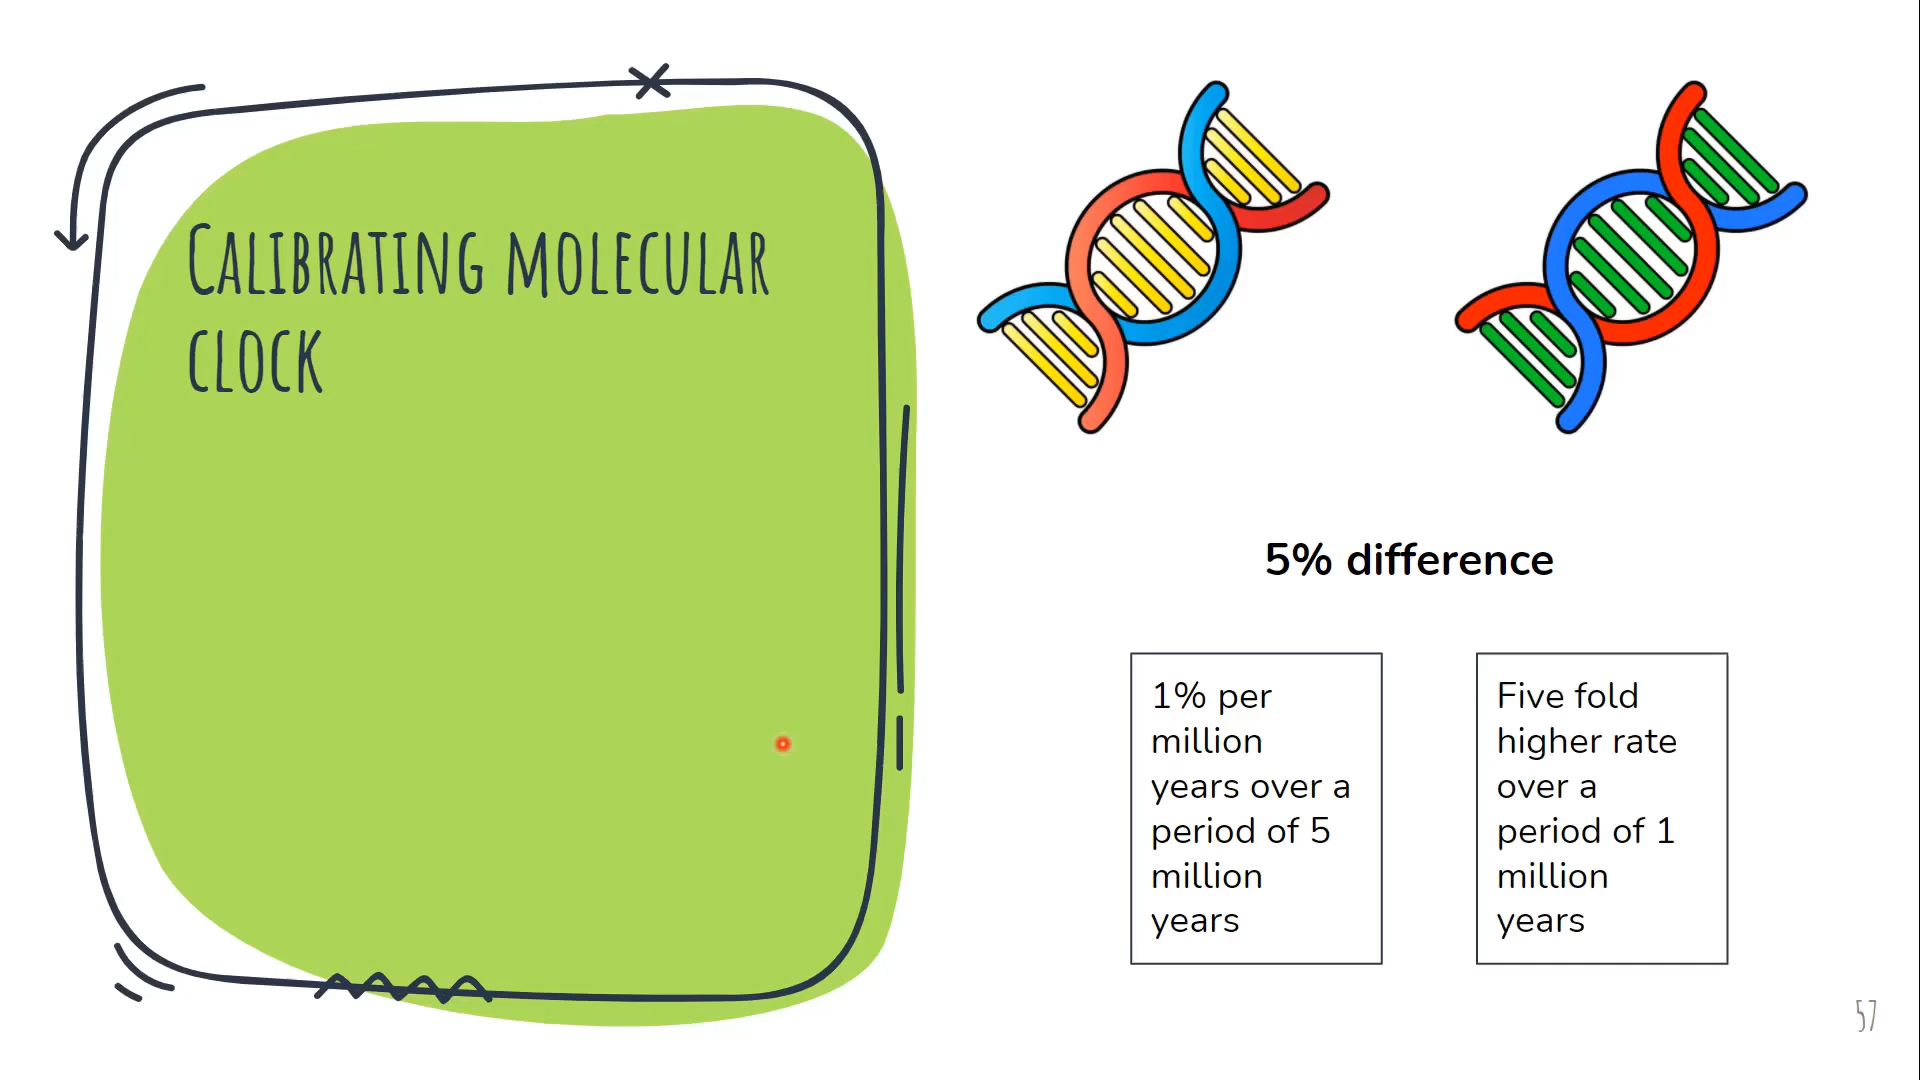 Calibrating molecular
clock
5% difference
1% per
million
years over a
period of 5
million
years
Five fold
higher rate
over a
period of 1
million
years
57